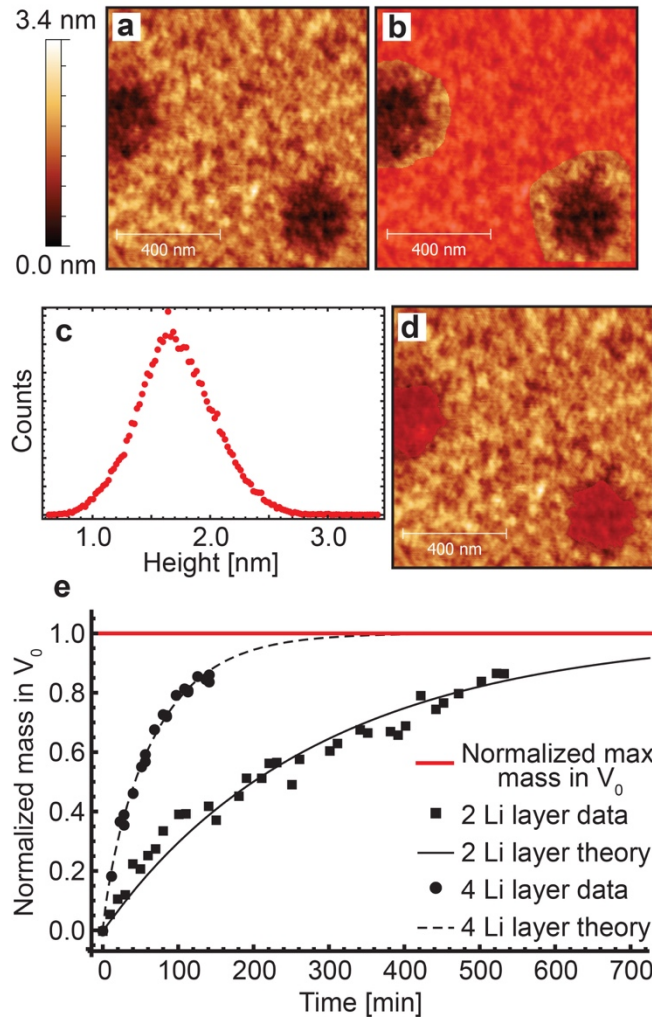 3.4 nm
0.0 nm
a
400 nm
b
400 nm
c
Counts
1.0 2.0 3.0
Height [nm]
d
400 nm
e
Normalized mass in V₀
1.0
0.8
0.6
0.4
0.2
0.0
Normalized max
mass in V₀
2 Li layer data
2 Li layer theory
4 Li layer data
4 Li layer theory
0 100 200 300 400 500 600 700
Time [min]